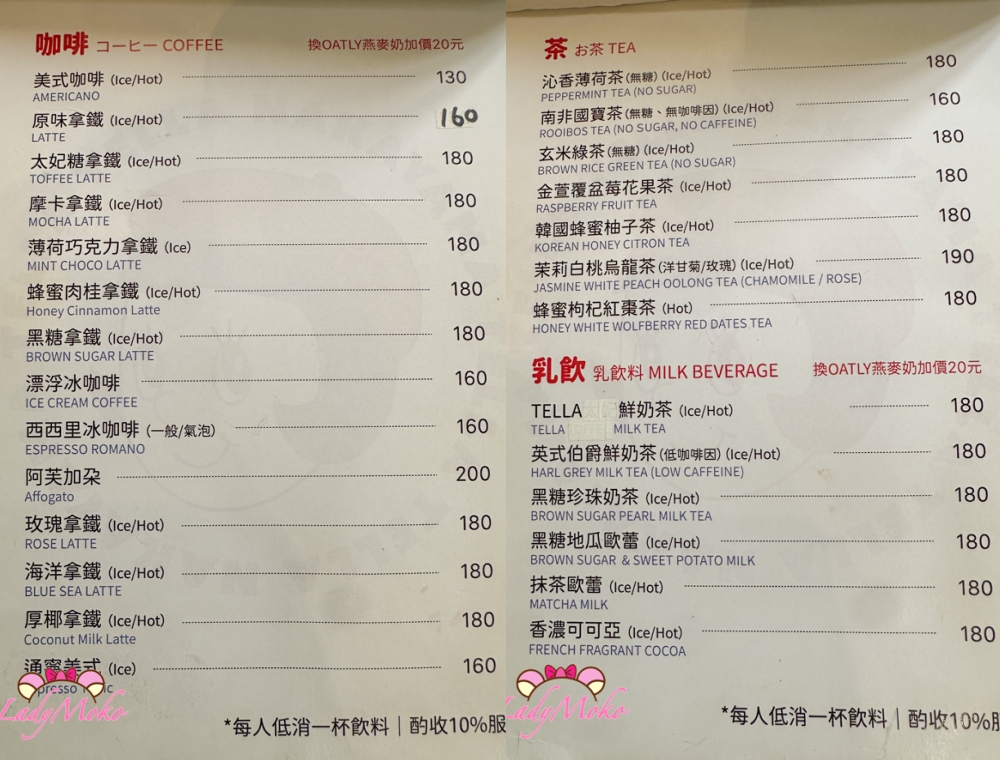 咖啡 コーヒー COFFEE 換OATLY燕麥奶加價20元
美式咖啡 (Ice/Hot) 130
AMERICANO
原味拿鐵 (Ice/Hot) 160
LATTE
太妃糖拿鐵 (Ice/Hot) 180
TOFFEE LATTE
摩卡拿鐵 (Ice/Hot) 180
MOCHA LATTE
薄荷巧克力拿鐵 (Ice) 180
MINT CHOCO LATTE
蜂蜜肉桂拿鐵 (Ice/Hot) 180
Honey Cinnamon Latte
黑糖拿鐵 (Ice/Hot) 180
BROWN SUGAR LATTE
漂浮冰咖啡 160
ICE CREAM COFFEE
西西里冰咖啡 (一般/氣泡) 160
ESPRESSO ROMANO
阿芙加朶 200
Affogato
玫瑰拿鐵 (Ice/Hot) 180
ROSE LATTE
海洋拿鐵 (Ice/Hot) 180
BLUE SEA LATTE
厚椰拿鐵 (Ice/Hot) 180
Coconut Milk Latte
通寧美式 (Ice) 160
LadyMoko
*每人低消一杯飲料｜酌收10%服
茶 お茶 TEA
沁香薄荷茶(無糖) (Ice/Hot) 180
PEPPERMINT TEA (NO SUGAR)
南非國寶茶(無糖、無咖啡因) (Ice/Hot) 160
ROOIBOS TEA (NO SUGAR, NO CAFFEINE)
玄米綠茶(無糖) (Ice/Hot) 180
BROWN RICE GREEN TEA (NO SUGAR)
金萱覆盆莓花果茶 (Ice/Hot) 180
RASPBERRY FRUIT TEA
韓國蜂蜜柚子茶 (Ice/Hot) 180
KOREAN HONEY CITRON TEA
茉莉白桃烏龍茶(洋甘菊/玫瑰) (Ice/Hot) 190
JASMINE WHITE PEACH OOLONG TEA (CHAMOMILE / ROSE)
蜂蜜枸杞紅棗茶 (Hot) 180
HONEY WHITE WOLFBERRY RED DATES TEA
乳飲 乳飲料 MILK BEVERAGE 換OATLY燕麥奶加價20元
TELLA 鮮奶茶 (Ice/Hot) 180
TELLA MILK TEA
英式伯爵鮮奶茶(低咖啡因) (Ice/Hot) 180
HARL GREY MILK TEA (LOW CAFFEINE)
黑糖珍珠奶茶 (Ice/Hot) 180
BROWN SUGAR PEARL MILK TEA
黑糖地瓜歐蕾 (Ice/Hot) 180
BROWN SUGAR & SWEET POTATO MILK
抹茶歐蕾 (Ice/Hot) 180
MATCHA MILK
香濃可可亞 (Ice/Hot) 180
FRENCH FRAGRANT COCOA
LadyMoko
*每人低消一杯飲料｜酌收10%服